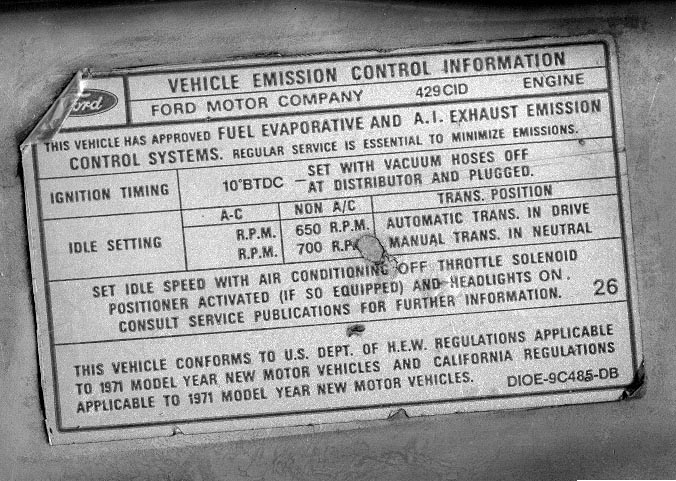 Ford
VEHICLE EMISSION CONTROL INFORMATION
FORD MOTOR COMPANY 429CID ENGINE
THIS VEHICLE HAS APPROVED FUEL EVAPORATIVE AND A.I. EXHAUST EMISSION
CONTROL SYSTEMS. REGULAR SERVICE IS ESSENTIAL TO MINIMIZE EMISSIONS.
IGNITION TIMING 10°BTDC – SET WITH VACUUM HOSES OFF
AT DISTRIBUTOR AND PLUGGED.
A-C NON A/C TRANS. POSITION
IDLE SETTING R.P.M. 650 R.P.M. AUTOMATIC TRANS. IN DRIVE
R.P.M. 700 R.P. MANUAL TRANS. IN NEUTRAL
SET IDLE SPEED WITH AIR CONDITIONING OFF THROTTLE SOLENOID
POSITIONER ACTIVATED (IF SO EQUIPPED) AND HEADLIGHTS ON.
CONSULT SERVICE PUBLICATIONS FOR FURTHER INFORMATION. 26
THIS VEHICLE CONFORMS TO U.S. DEPT. OF H.E.W. REGULATIONS APPLICABLE
TO 1971 MODEL YEAR NEW MOTOR VEHICLES AND CALIFORNIA REGULATIONS
APPLICABLE TO 1971 MODEL YEAR NEW MOTOR VEHICLES. DIOE-9C485-DB